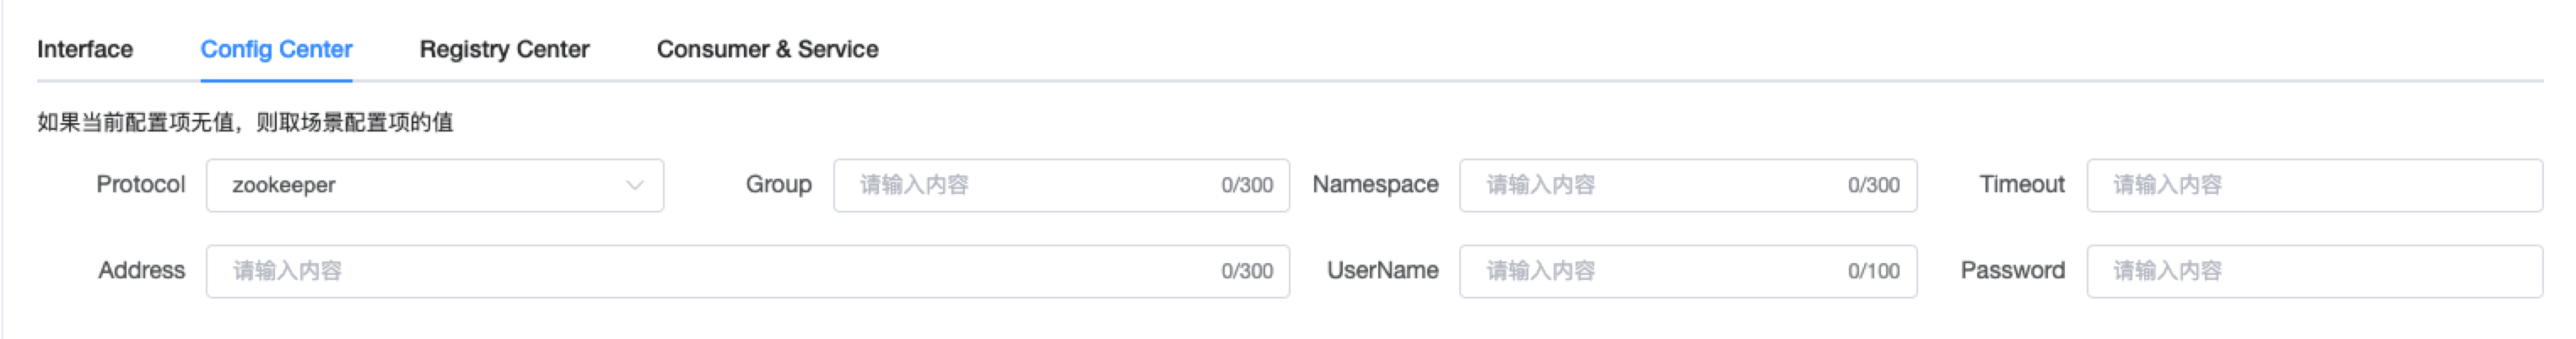 Interface Config Center Registry Center Consumer & Service
如果当前配置项无值，则取场景配置项的值
Protocol zookeeper Group 请输入内容 0/300 Namespace 请输入内容 0/300 Timeout 请输入内容
Address 请输入内容 0/300 UserName 请输入内容 0/100 Password 请输入内容